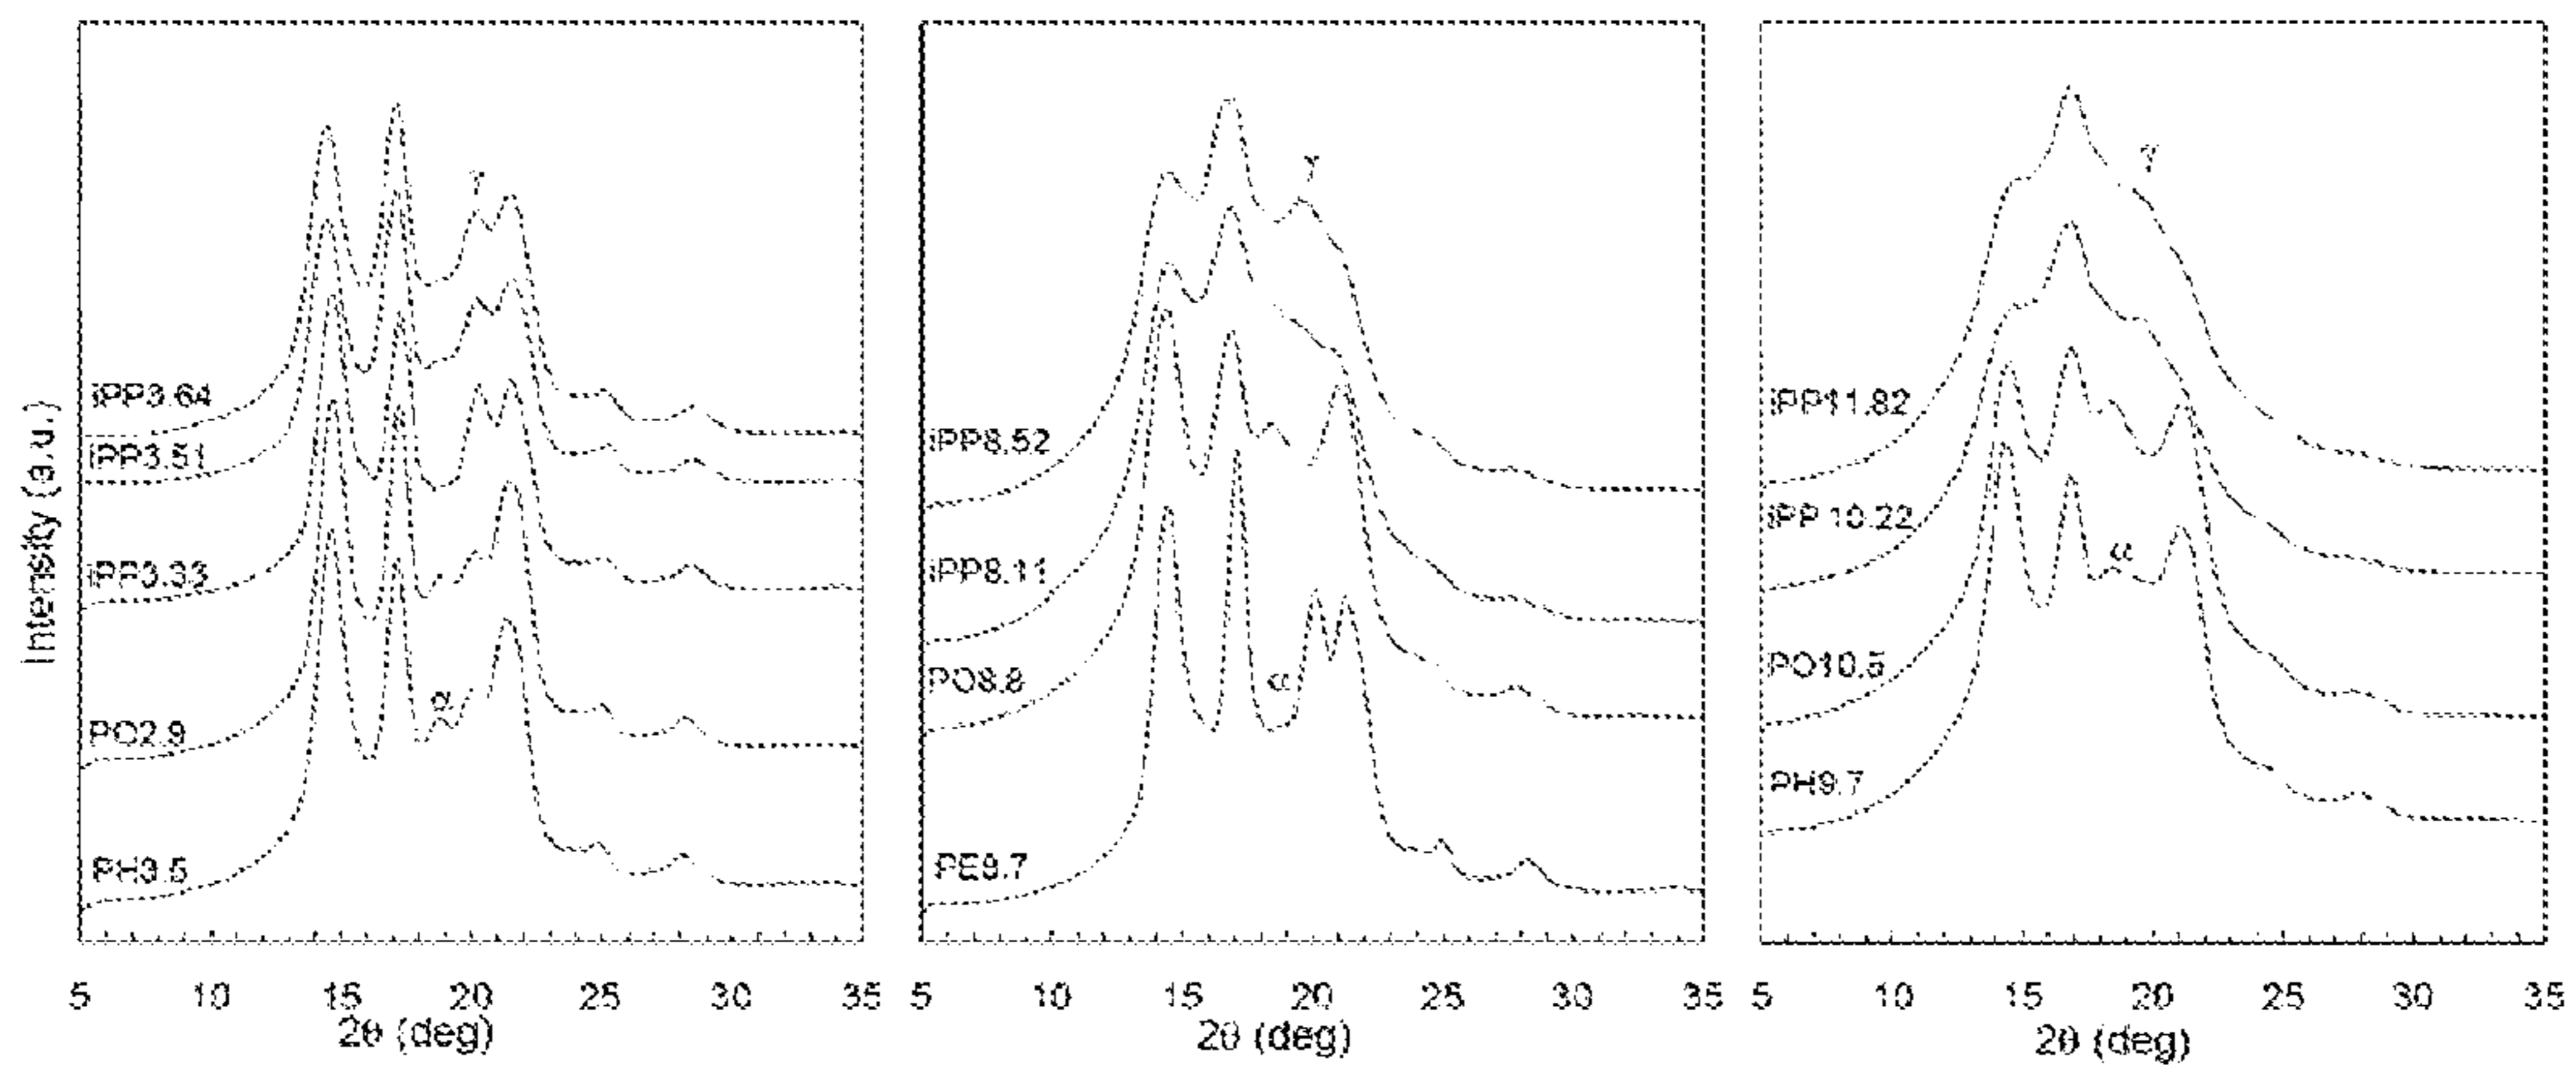 Intensity (a.u.)
γ
iPP3.64
iPP3.51
iPP3.33
PO2.9
α
PH3.5
5 10 15 20 25 30 35
2θ (deg)
γ
iPP8.52
iPP8.11
PO8.8
α
PE8.7
5 10 15 20 25 30 35
2θ (deg)
γ
iPP11.82
iPP 10.22
α
PO10.5
PH9.7
5 10 15 20 25 30 35
2θ (deg)